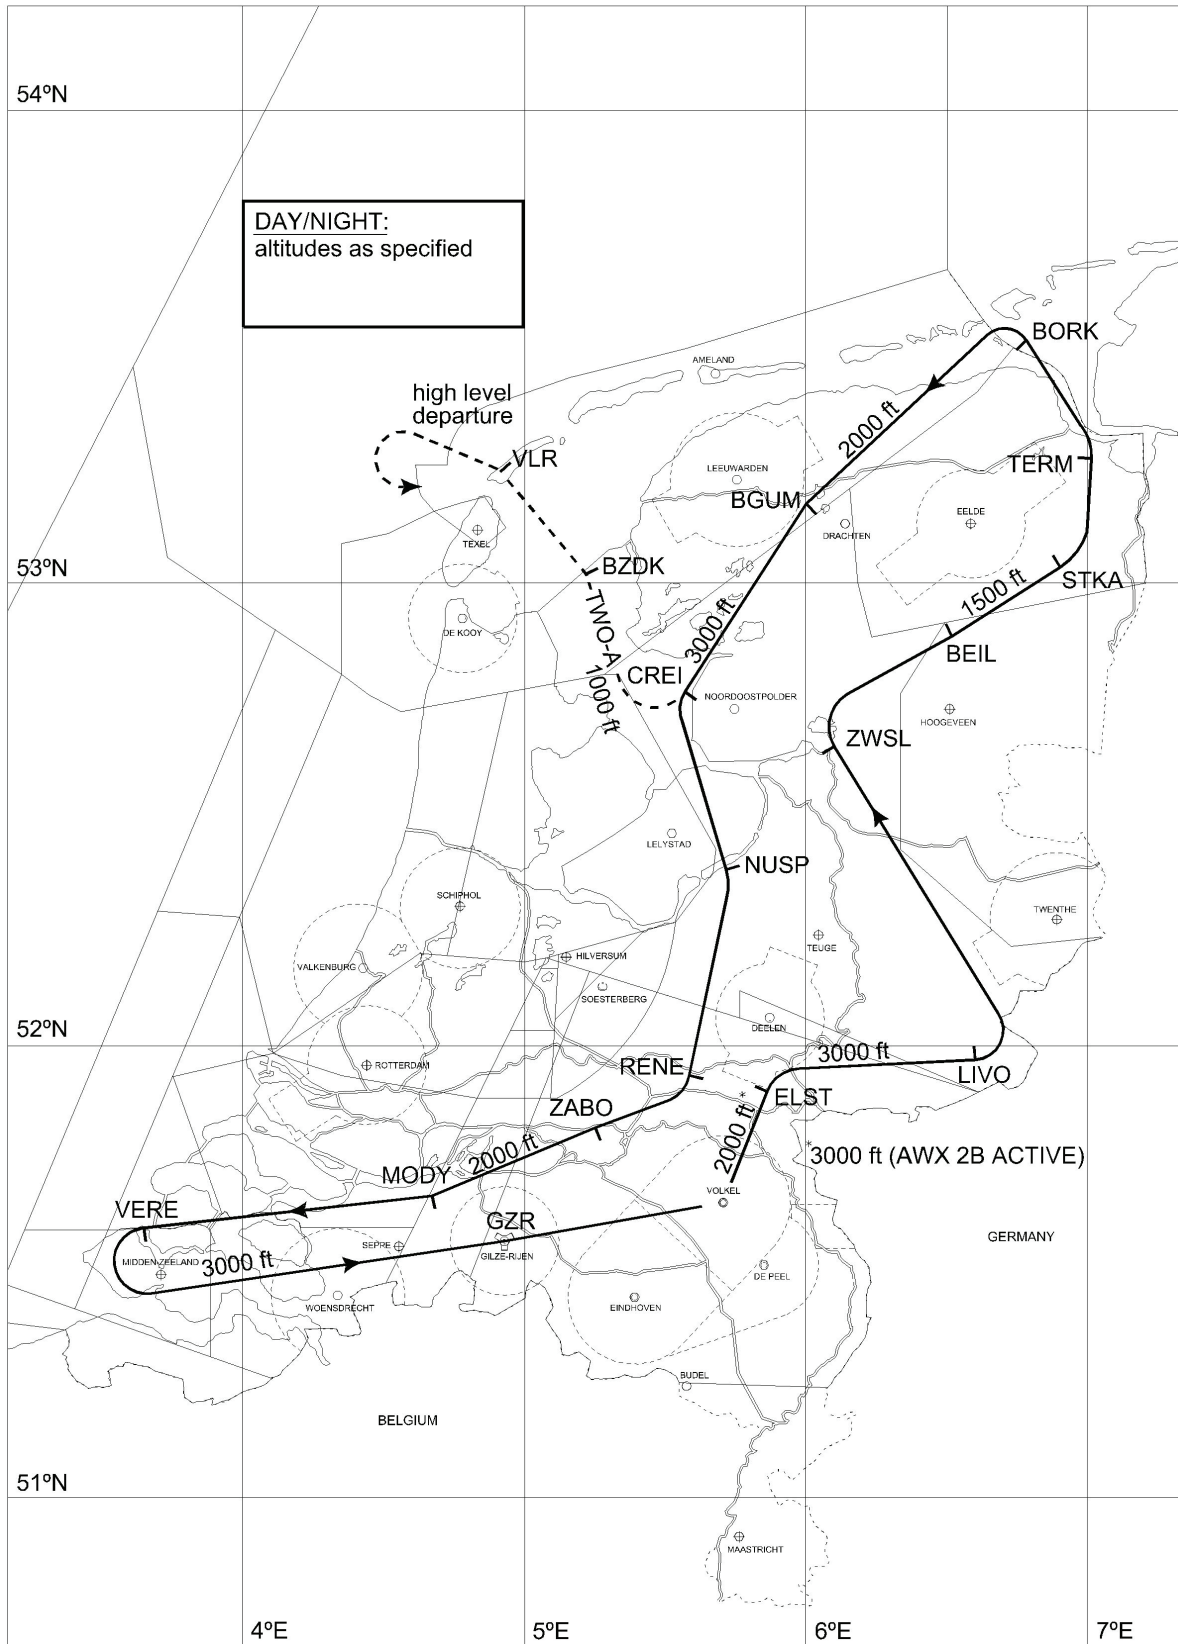 54ºN
DAY/NIGHT:
altitudes as specified
BORK
AMELAND
high level
departure
2000 ft
VLR
LEEUWARDEN
TERM
BGUM
EELDE
TEXEL
DRACHTEN
BZDK
53ºN
STKA
1500 ft
TWO-A
1000 ft
DE KOOY
3000 ft
BEIL
CREI
NOORDOOSTPOLDER
HOOGEVEEN
ZWSL
LELYSTAD
NUSP
SCHIPHOL
TWENTHE
TEUGE
HILVERSUM
VALKENBURG
SOESTERBERG
DEELEN
52ºN
3000 ft
RENE
ROTTERDAM
LIVO
ELST
ZABO
2000 ft*
2000 ft
*3000 ft (AWX 2B ACTIVE)
MODY
VOLKEL
VERE
GZR
GERMANY
SEPRE
GILZE-RIJEN
MIDDEN-ZEELAND
3000 ft
DE PEEL
WOENSDRECHT
EINDHOVEN
BUDEL
BELGIUM
51ºN
MAASTRICHT
4ºE
5ºE
6ºE
7ºE